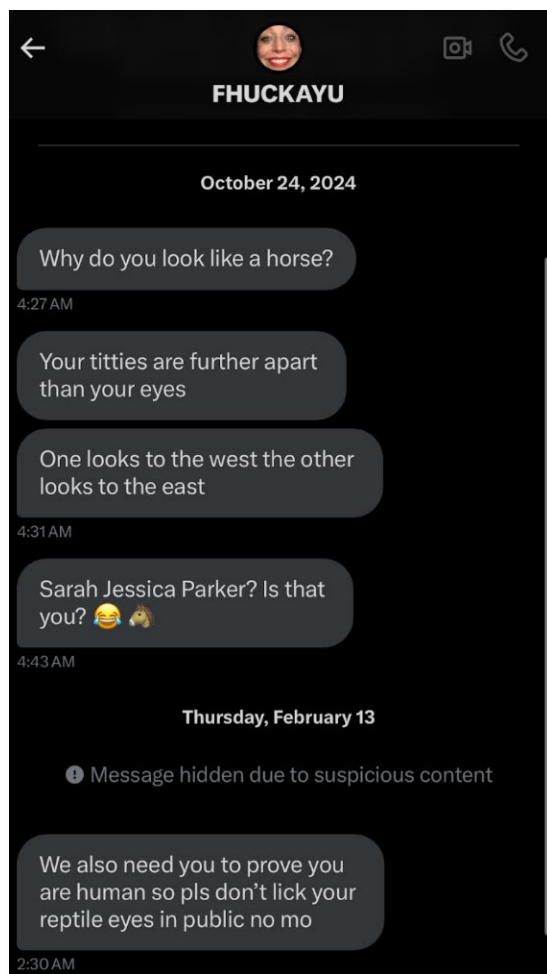 FHUCKAYU
October 24, 2024
Why do you look like a horse?
4:27 AM
Your titties are further apart
than your eyes
One looks to the west the other
looks to the east
4:31 AM
Sarah Jessica Parker? Is that
you? 😂 🐴
4:43 AM
Thursday, February 13
Message hidden due to suspicious content
We also need you to prove you
are human so pls don’t lick your
reptile eyes in public no mo
2:30 AM